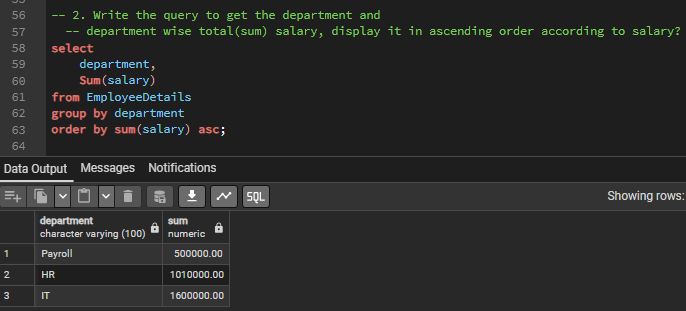 56 -- 2. Write the query to get the department and
57 -- department wise total(sum) salary, display it in ascending order according to salary?
58 select
59 department,
60 Sum(salary)
61 from EmployeeDetails
62 group by department
63 order by sum(salary) asc;
64
Data Output Messages Notifications
SQL Showing rows:
department sum
character varying (100) numeric
1 Payroll 500000.00
2 HR 1010000.00
3 IT 1600000.00